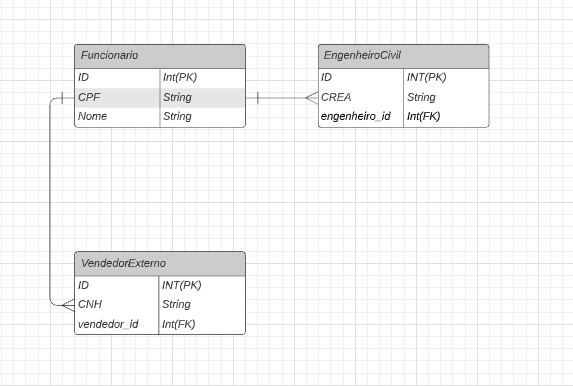 Funcionario
ID Int(PK)
CPF String
Nome String
EngenheiroCivil
ID INT(PK)
CREA String
engenheiro_id Int(FK)
VendedorExterno
ID INT(PK)
CNH String
vendedor_id Int(FK)